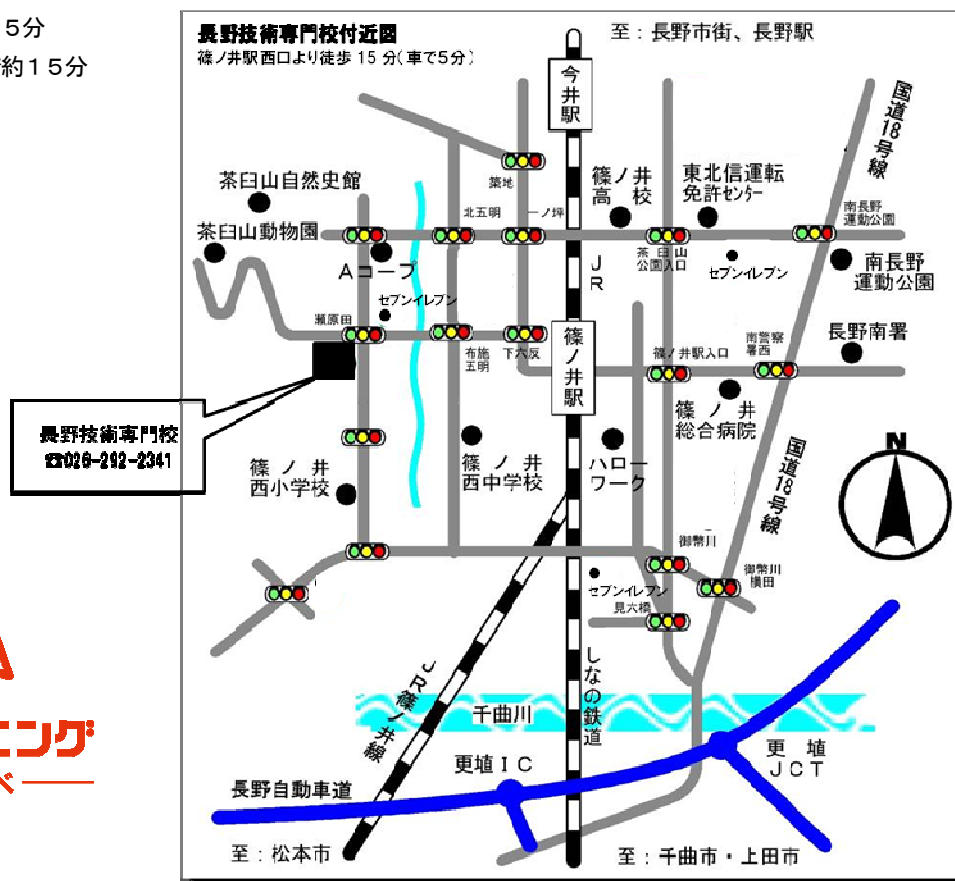 5分
約15分
長野技術専門校付近図
篠ノ井駅西口より徒歩 15 分(車で5分)
至：長野市街、長野駅
今井駅
国道18号線
茶臼山自然史館
築地
篠ノ井
高 校
東北信運転
免許センター
北五明
一ノ坪
南長野
運動公園
茶臼山動物園
Aコープ
JR
茶臼山
公園入口
セブンイレブン
南長野
運動公園
セブンイレブン
瀬原田
布施
五明
下六反
篠ノ井駅
篠ノ井駅入口
南警察
署西
長野南署
長野技術専門校
☎026-292-2341
篠ノ井
西小学校
篠ノ井
西中学校
ハロー
ワーク
篠ノ井
総合病院
国道18号線
N
御幣川
御幣川
横田
セブンイレブン
見六橋
JR篠ノ井線
しなの鉄道
千曲川
更埴IC
更埴
JCT
長野自動車道
至：松本市
至：千曲市・上田市
ニング